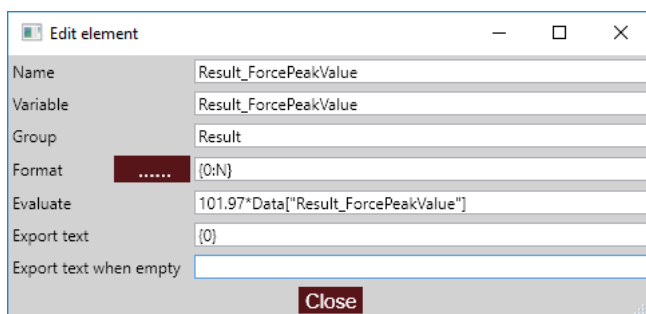 Edit element
Name Result_ForcePeakValue
Variable Result_ForcePeakValue
Group Result
Format ...... {0:N}
Evaluate 101.97*Data["Result_ForcePeakValue"]
Export text {0}
Export text when empty
Close